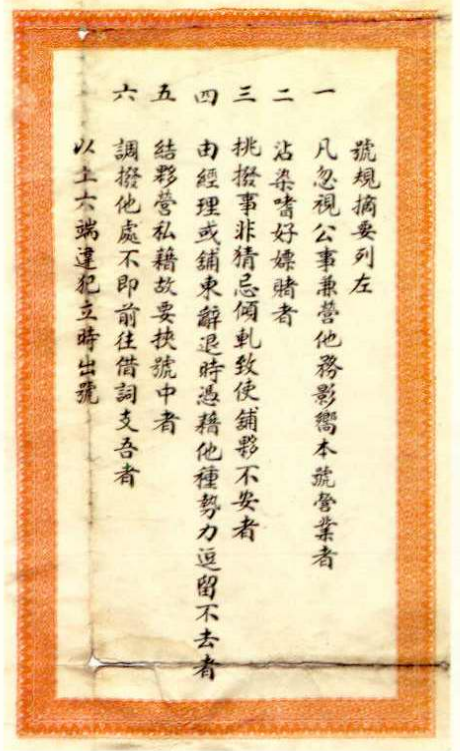 號規摘要列左
一 凡忽視公事兼營他務影嚮本號營業者
二 沾染嗜好嫖賭者
三 挑撥事非猜忌傾軋致使舖夥不安者
四 由經理或舖東辭退時憑藉他種勢力逗留不去者
五 結夥營私藉故要挾號中者
六 調撥他處不即前往借詞支吾者
以上六端違犯立時出號